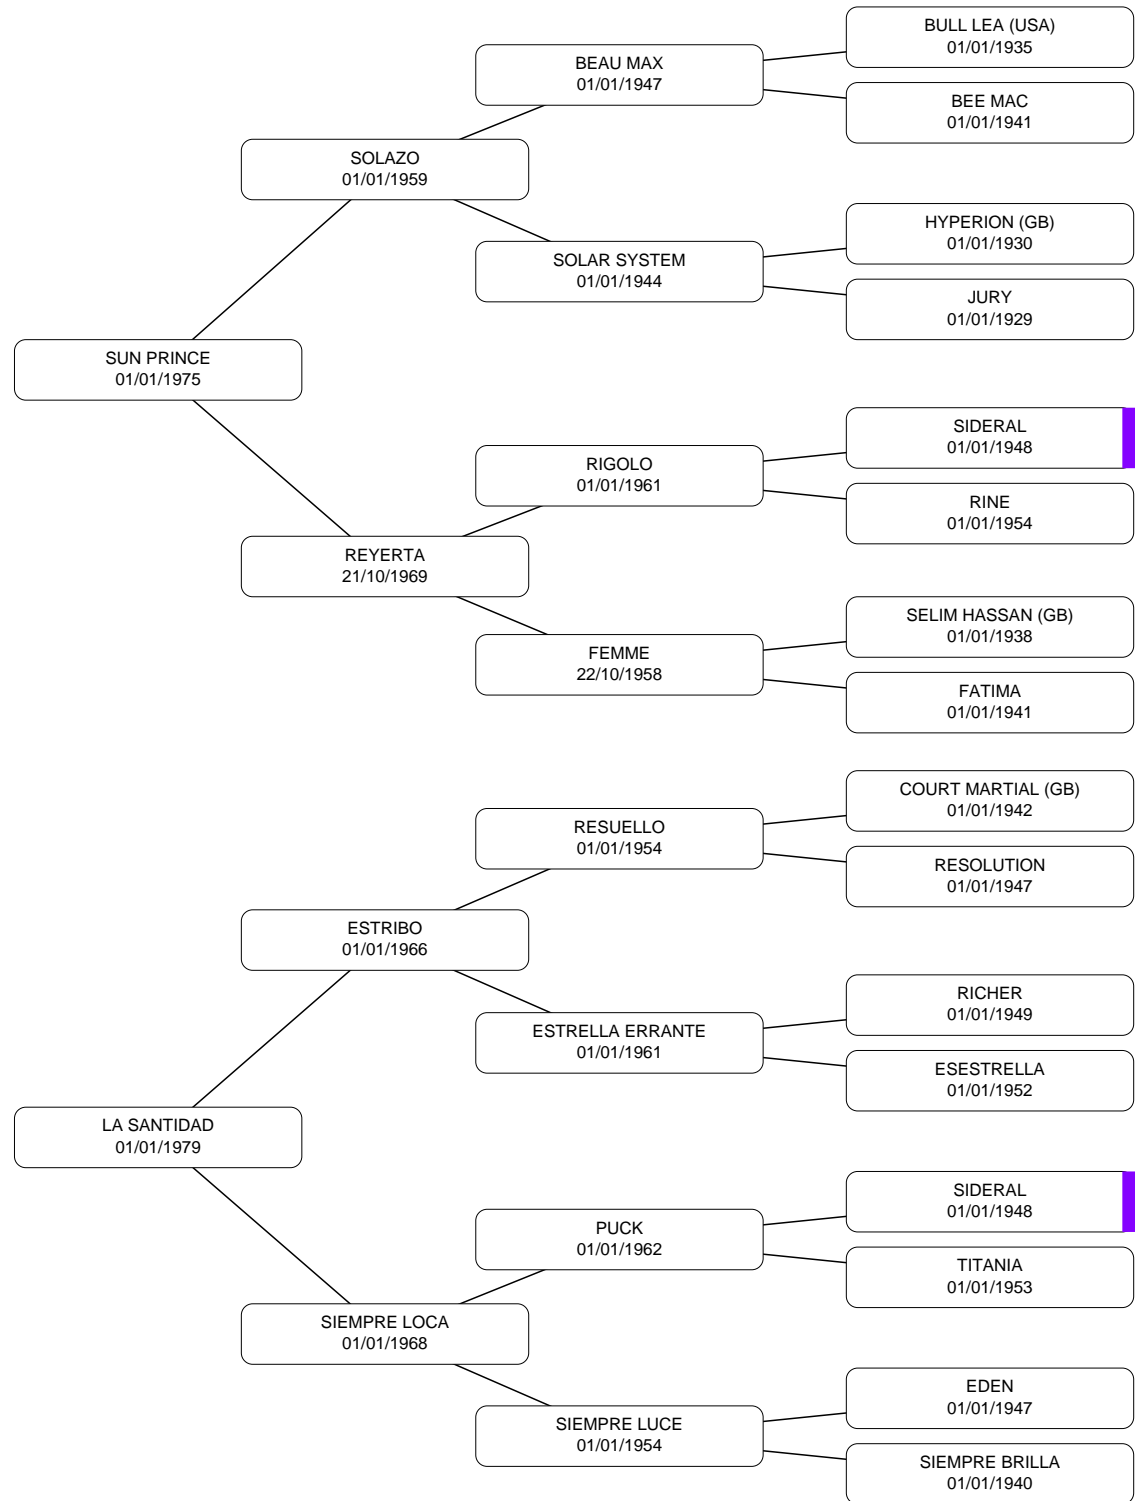 BULL LEA (USA)
01/01/1935
BEAU MAX
01/01/1947
BEE MAC
01/01/1941
SOLAZO
01/01/1959
HYPERION (GB)
01/01/1930
SOLAR SYSTEM
01/01/1944
JURY
01/01/1929
SUN PRINCE
01/01/1975
SIDERAL
01/01/1948
RIGOLO
01/01/1961
RINE
01/01/1954
REYERTA
21/10/1969
SELIM HASSAN (GB)
01/01/1938
FEMME
22/10/1958
FATIMA
01/01/1941
COURT MARTIAL (GB)
01/01/1942
RESUELLO
01/01/1954
RESOLUTION
01/01/1947
ESTRIBO
01/01/1966
RICHER
01/01/1949
ESTRELLA ERRANTE
01/01/1961
ESESTRELLA
01/01/1952
LA SANTIDAD
01/01/1979
SIDERAL
01/01/1948
PUCK
01/01/1962
TITANIA
01/01/1953
SIEMPRE LOCA
01/01/1968
EDEN
01/01/1947
SIEMPRE LUCE
01/01/1954
SIEMPRE BRILLA
01/01/1940